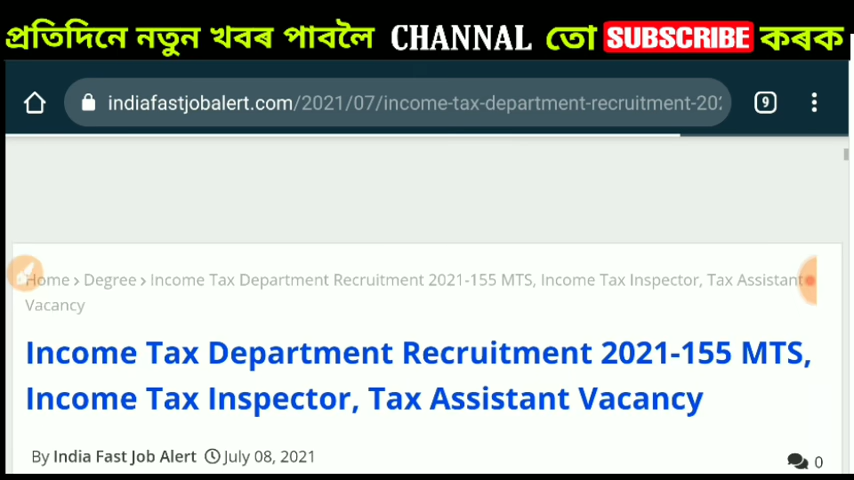 প্ৰতিদিনে নতুন খবৰ পাবলৈ CHANNAL তো SUBSCRIBE কৰক
indiafastjobalert.com/2021/07/income-tax-department-recruitment-202
9
Home > Degree > Income Tax Department Recruitment 2021-155 MTS, Income Tax Inspector, Tax Assistant
Vacancy
Income Tax Department Recruitment 2021-155 MTS,
Income Tax Inspector, Tax Assistant Vacancy
By India Fast Job Alert July 08, 2021
0